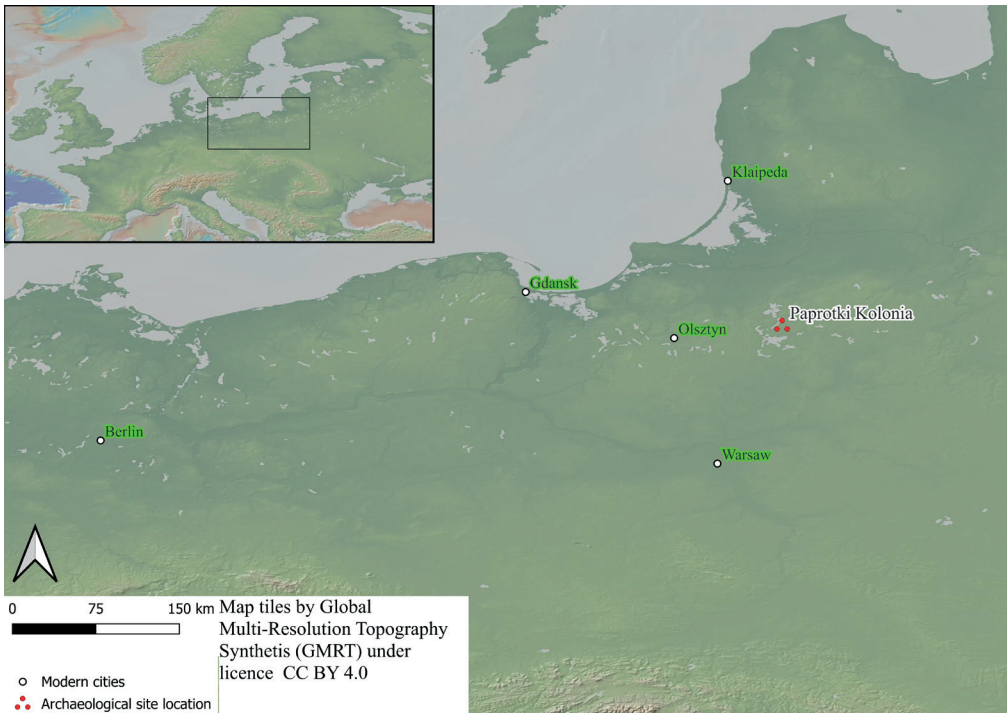 Klaipeda
Gdansk
Paprotki Kolonia
Olsztyn
Berlin
Warsaw
0 75 150 km
Map tiles by Global
Multi-Resolution Topography
Synthetis (GMRT) under
licence CC BY 4.0
Modern cities
Archaeological site location